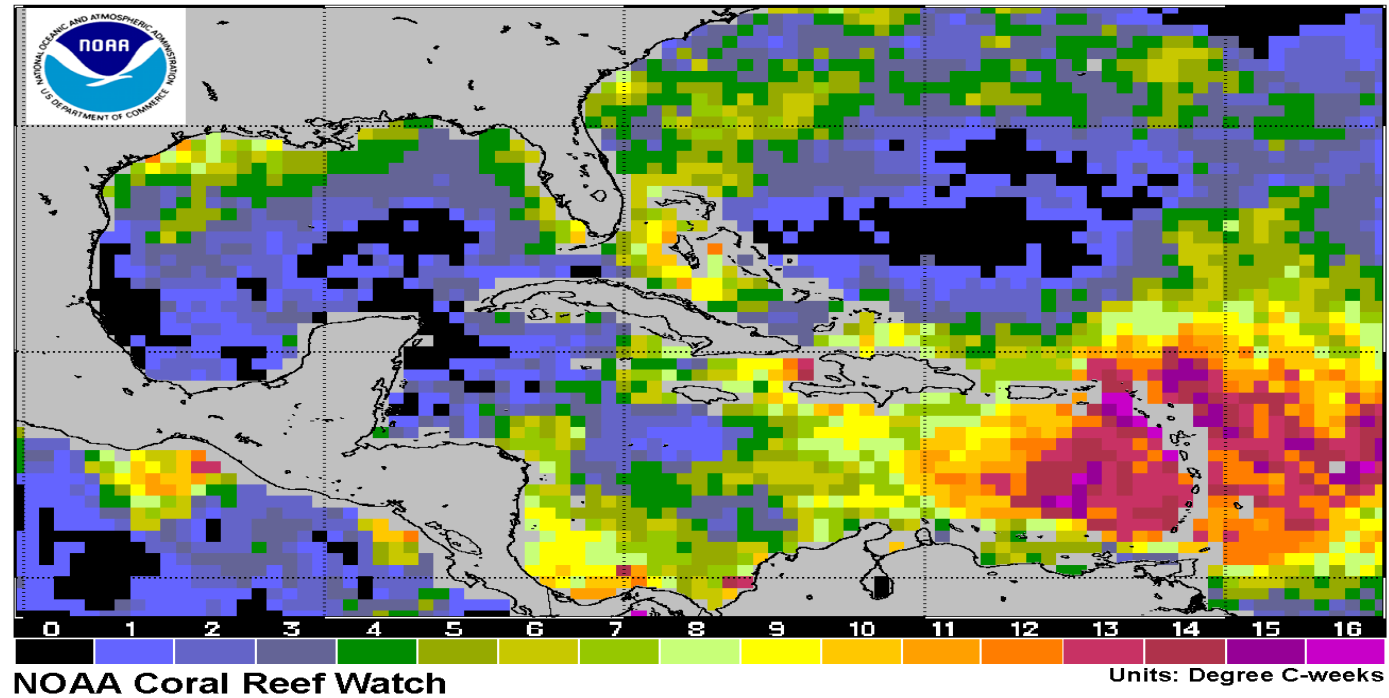 NATIONAL OCEANIC AND ATMOSPHERIC ADMINISTRATION
NOAA
U.S. DEPARTMENT OF COMMERCE
0 1 2 3 4 5 6 7 8 9 10 11 12 13 14 15 16
NOAA Coral Reef Watch
Units: Degree C-weeks